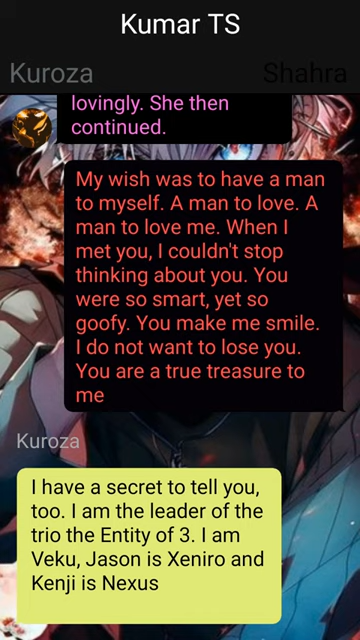 Kumar TS
Kuroza
Shahra
lovingly. She then
continued.
My wish was to have a man
to myself. A man to love. A
man to love me. When I
met you, I couldn't stop
thinking about you. You
were so smart, yet so
goofy. You make me smile.
I do not want to lose you.
You are a true treasure to
me
Kuroza
I have a secret to tell you,
too. I am the leader of the
trio the Entity of 3. I am
Veku, Jason is Xeniro and
Kenji is Nexus